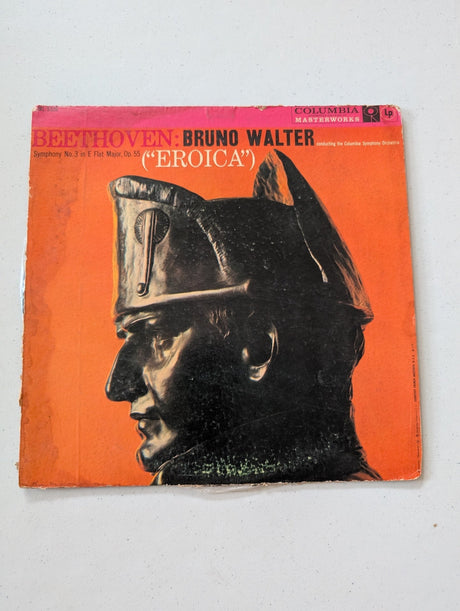 COLUMBIA
MASTERWORKS
LP
BEETHOVEN: BRUNO WALTER
conducting the Columbia Symphony Orchestra
Symphony No. 3 in E Flat Major, Op. 55
("EROICA")